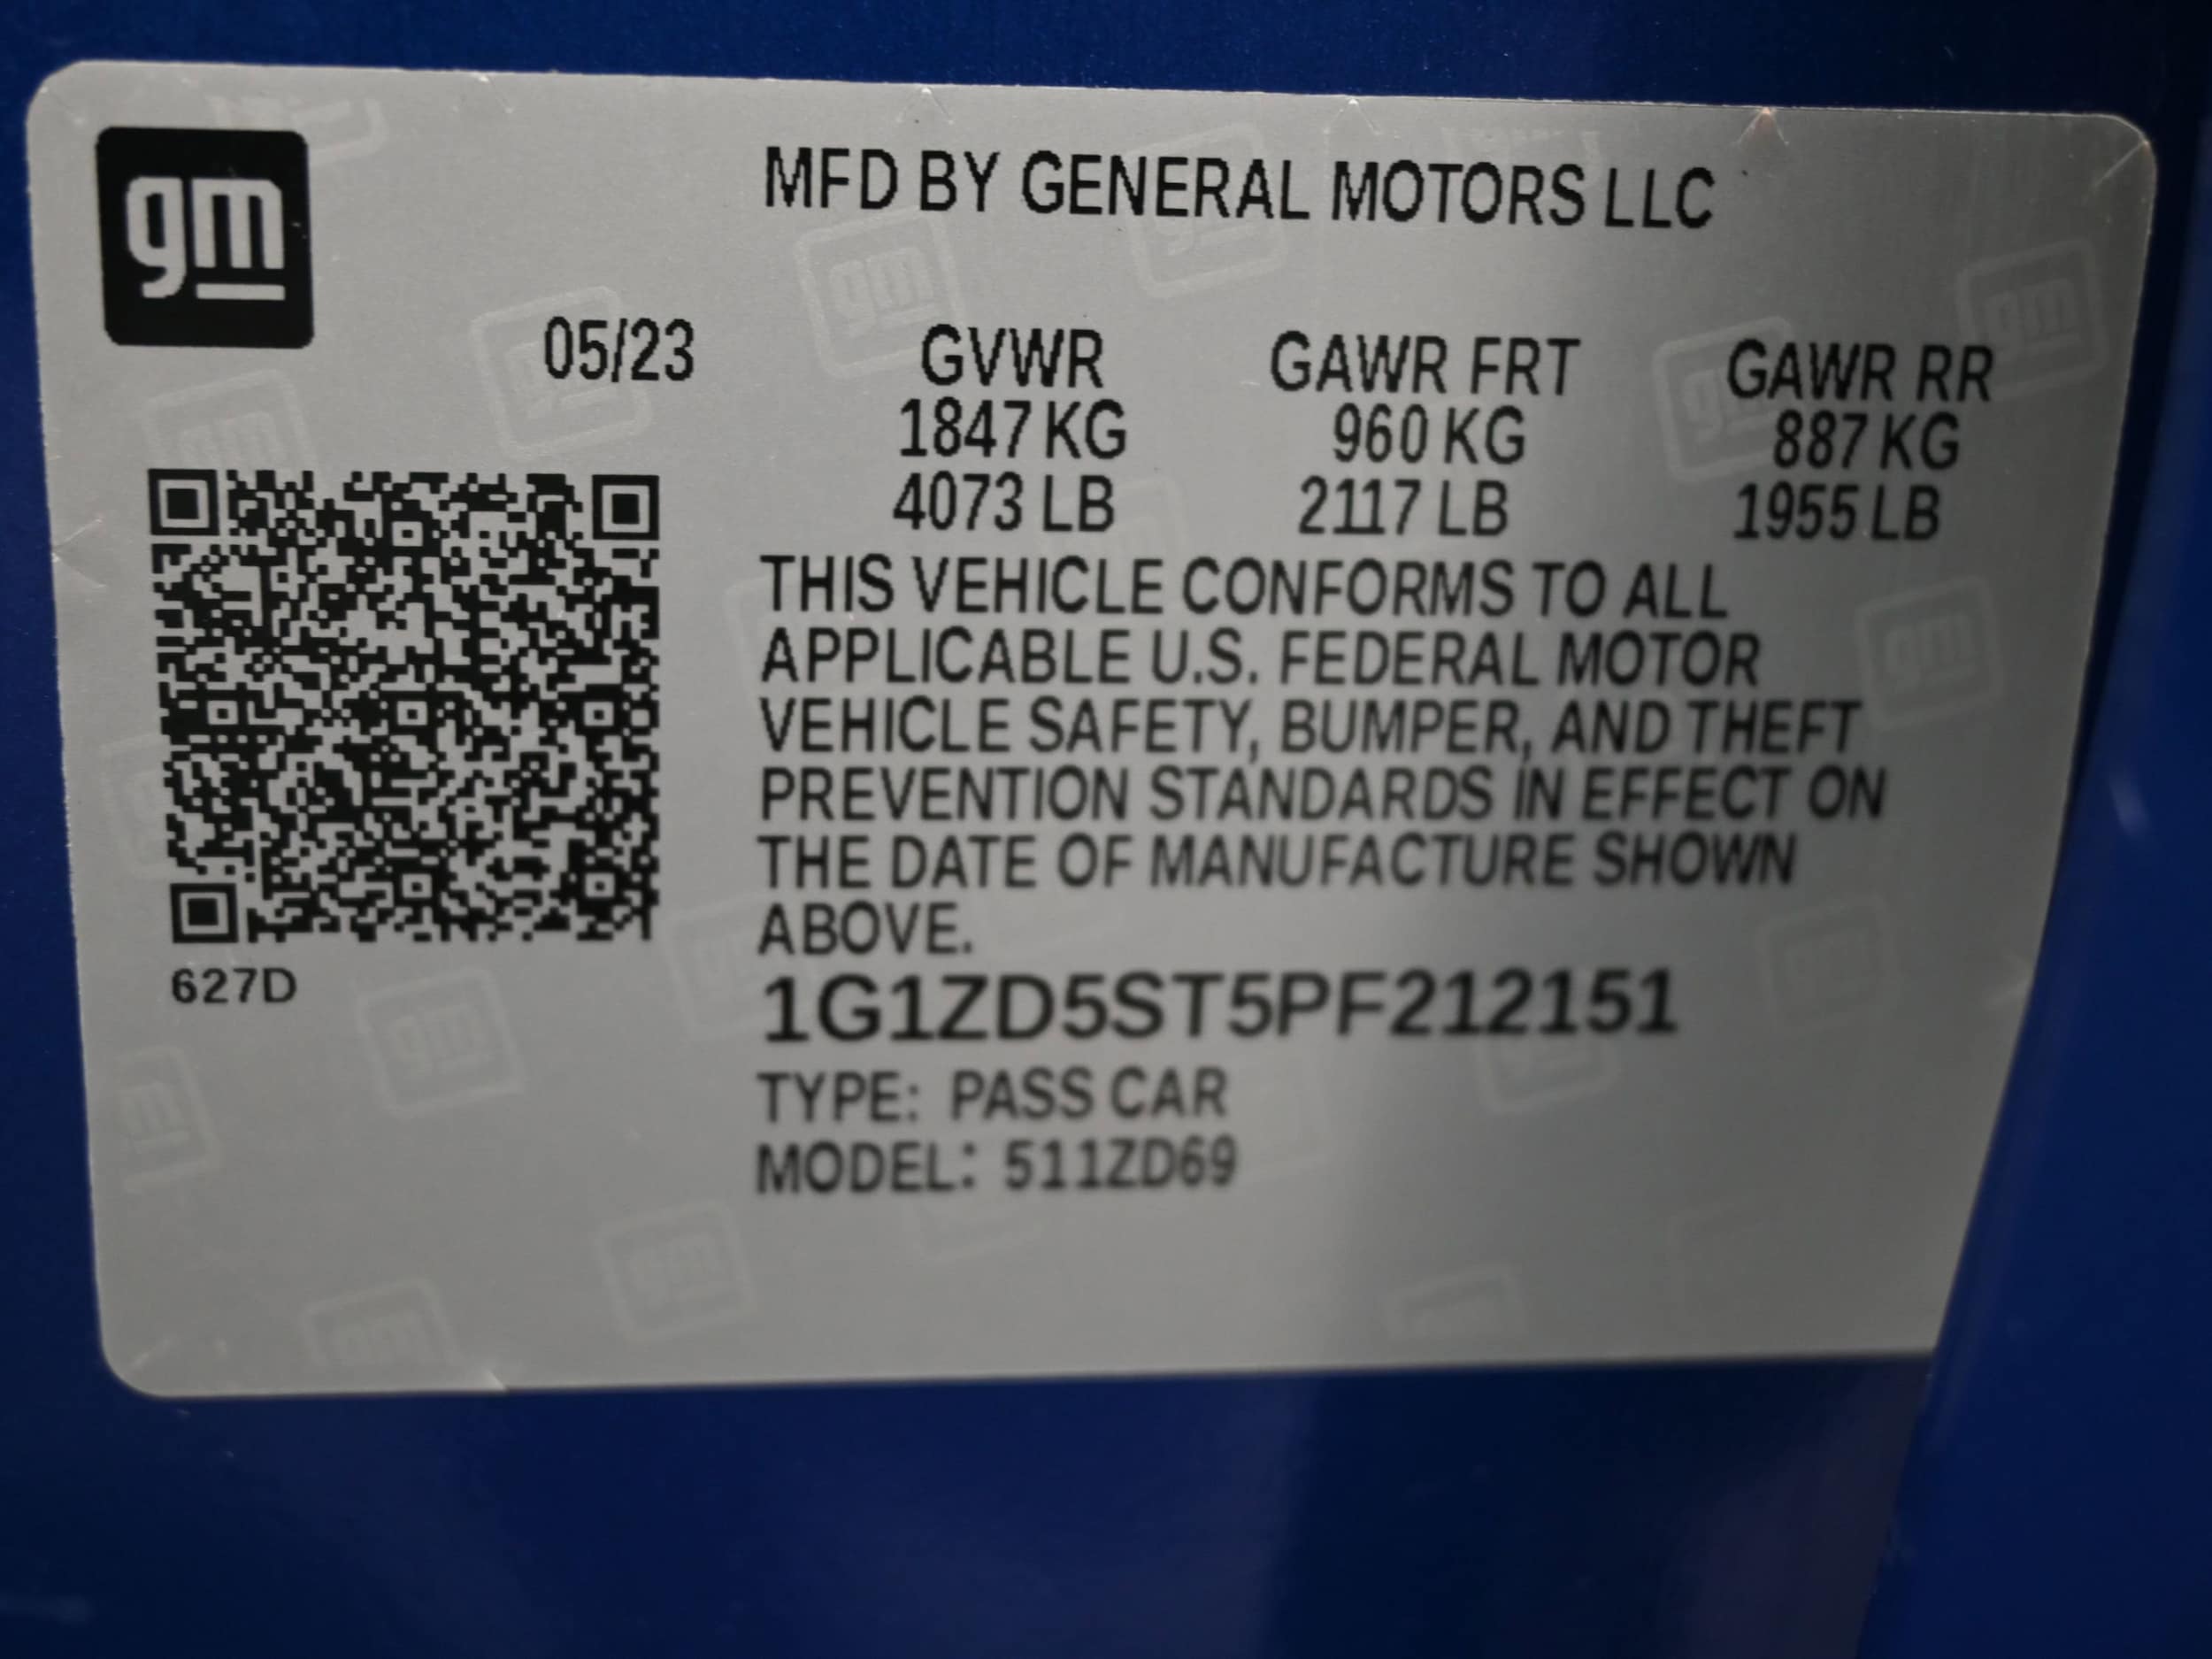 gm
MFD BY GENERAL MOTORS LLC
05/23 GVWR GAWR FRT GAWR RR
1847 KG 960 KG 887 KG
4073 LB 2117 LB 1955 LB
THIS VEHICLE CONFORMS TO ALL
APPLICABLE U.S. FEDERAL MOTOR
VEHICLE SAFETY, BUMPER, AND THEFT
PREVENTION STANDARDS IN EFFECT ON
THE DATE OF MANUFACTURE SHOWN
ABOVE.
627D
1G1ZD5ST5PF212151
TYPE: PASS CAR
MODEL: 511ZD69